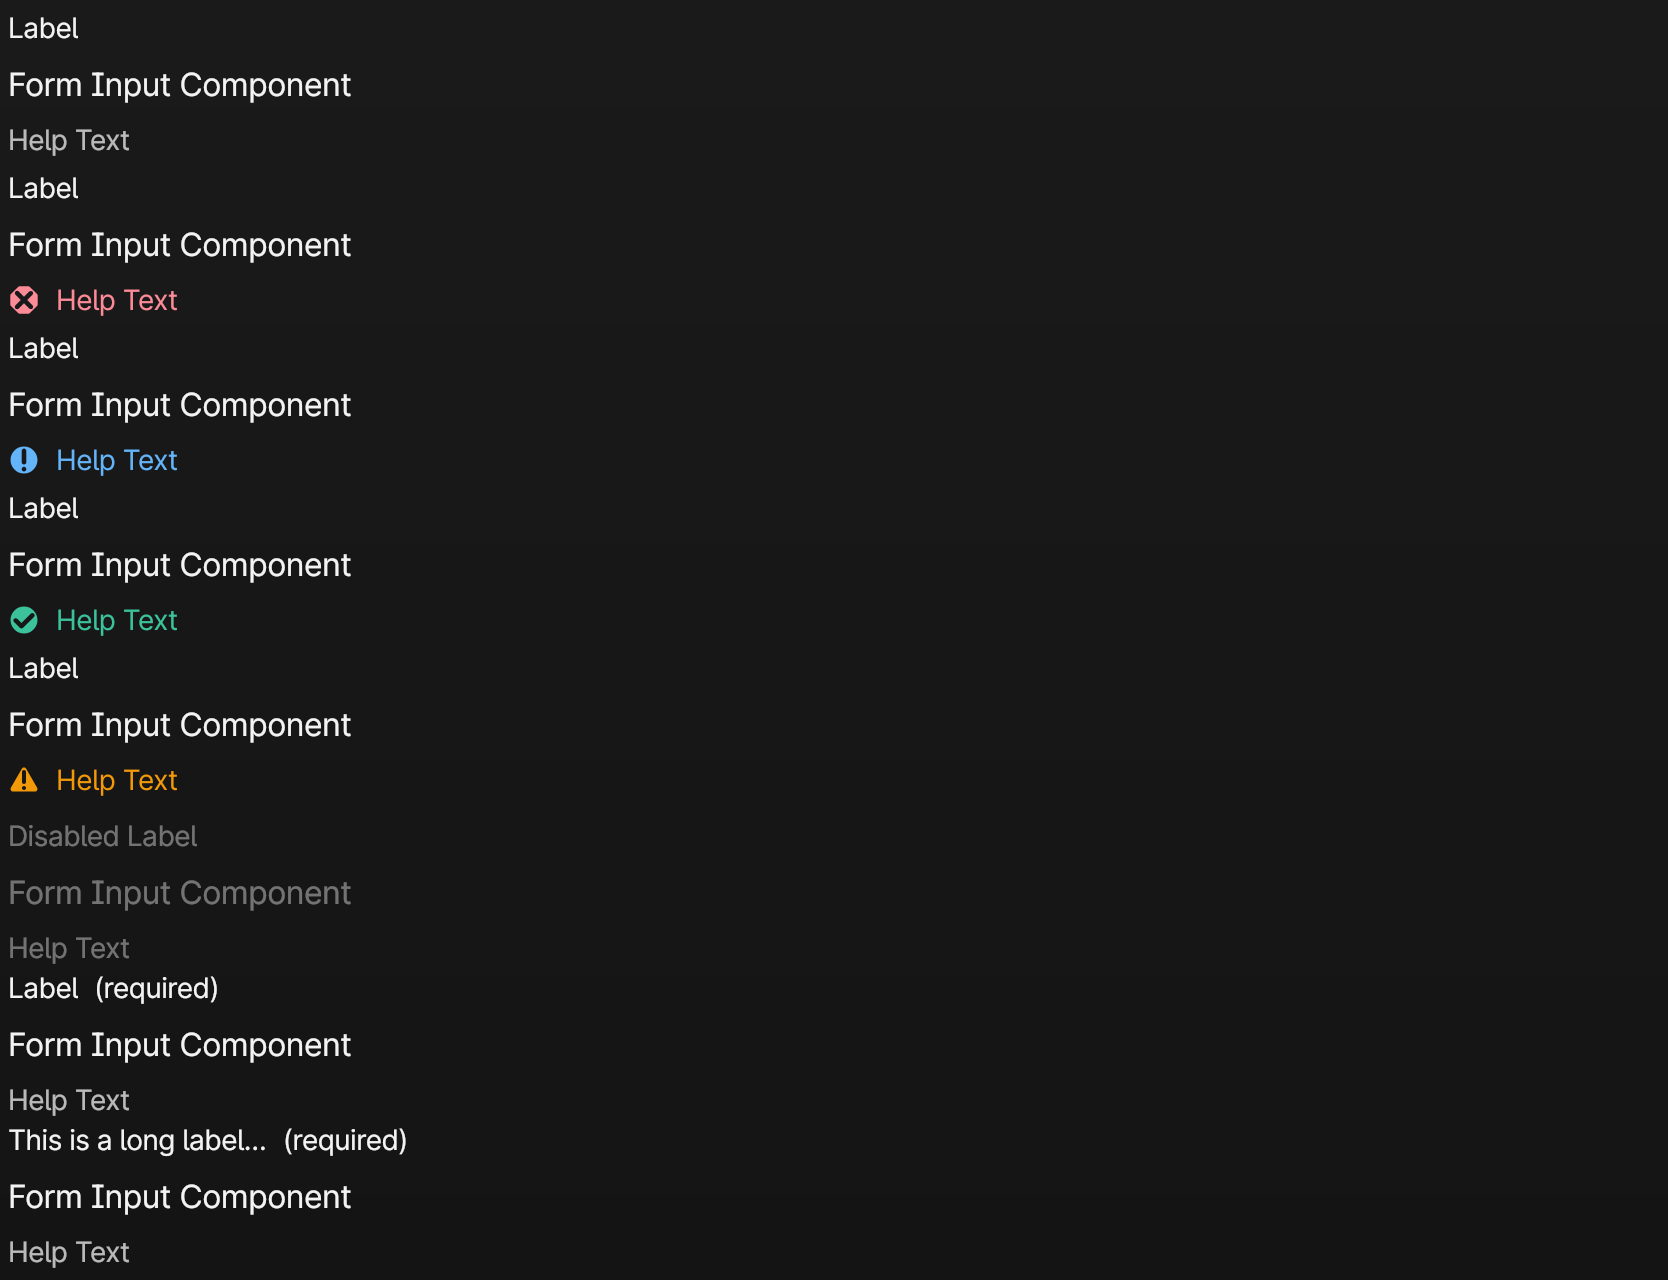 Label
Form Input Component
Help Text
Label
Form Input Component
Help Text
Label
Form Input Component
Help Text
Label
Form Input Component
Help Text
Label
Form Input Component
Help Text
Disabled Label
Form Input Component
Help Text
Label (required)
Form Input Component
Help Text
This is a long label... (required)
Form Input Component
Help Text